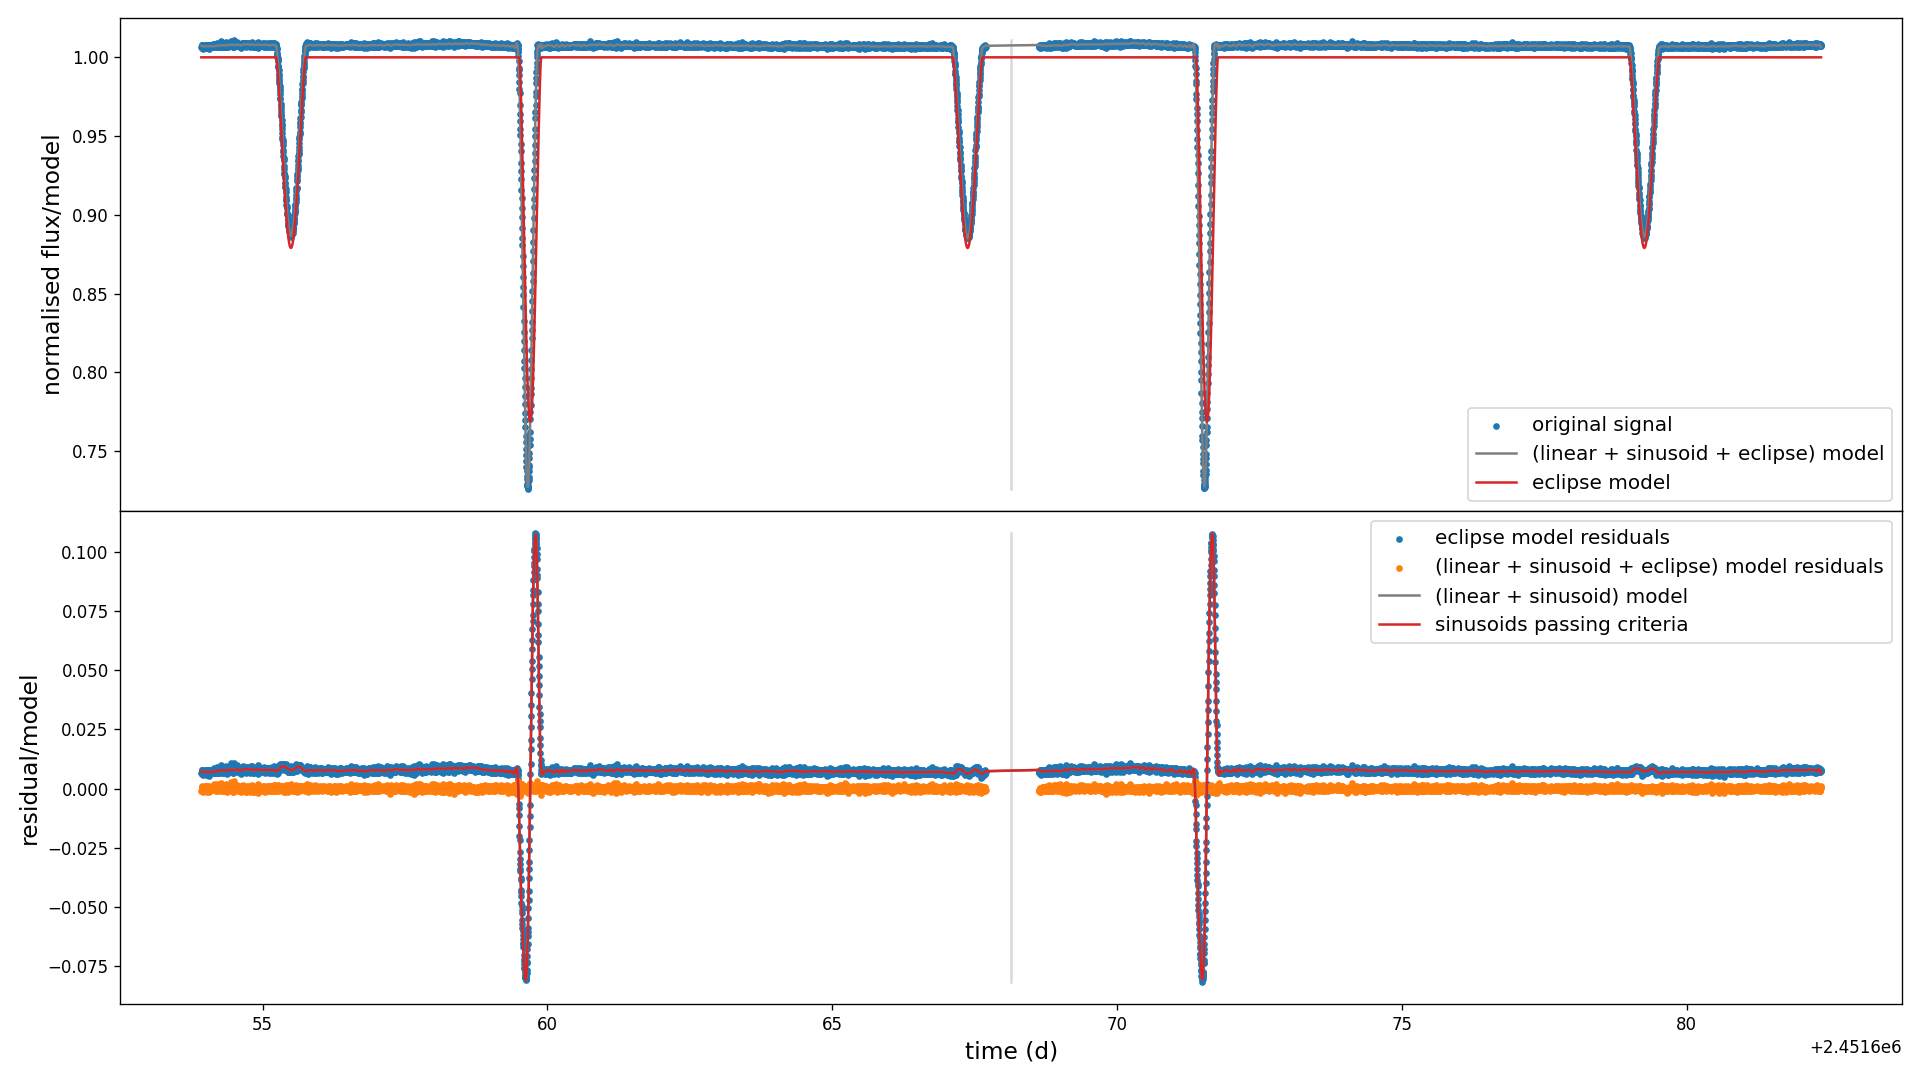 normalised flux/model
1.00
0.95
0.90
0.85
0.80
0.75
original signal
(linear + sinusoid + eclipse) model
eclipse model
residual/model
0.100
0.075
0.050
0.025
0.000
−0.025
−0.050
−0.075
eclipse model residuals
(linear + sinusoid + eclipse) model residuals
(linear + sinusoid) model
sinusoids passing criteria
55 60 65 70 75 80
time (d)
+2.4516e6